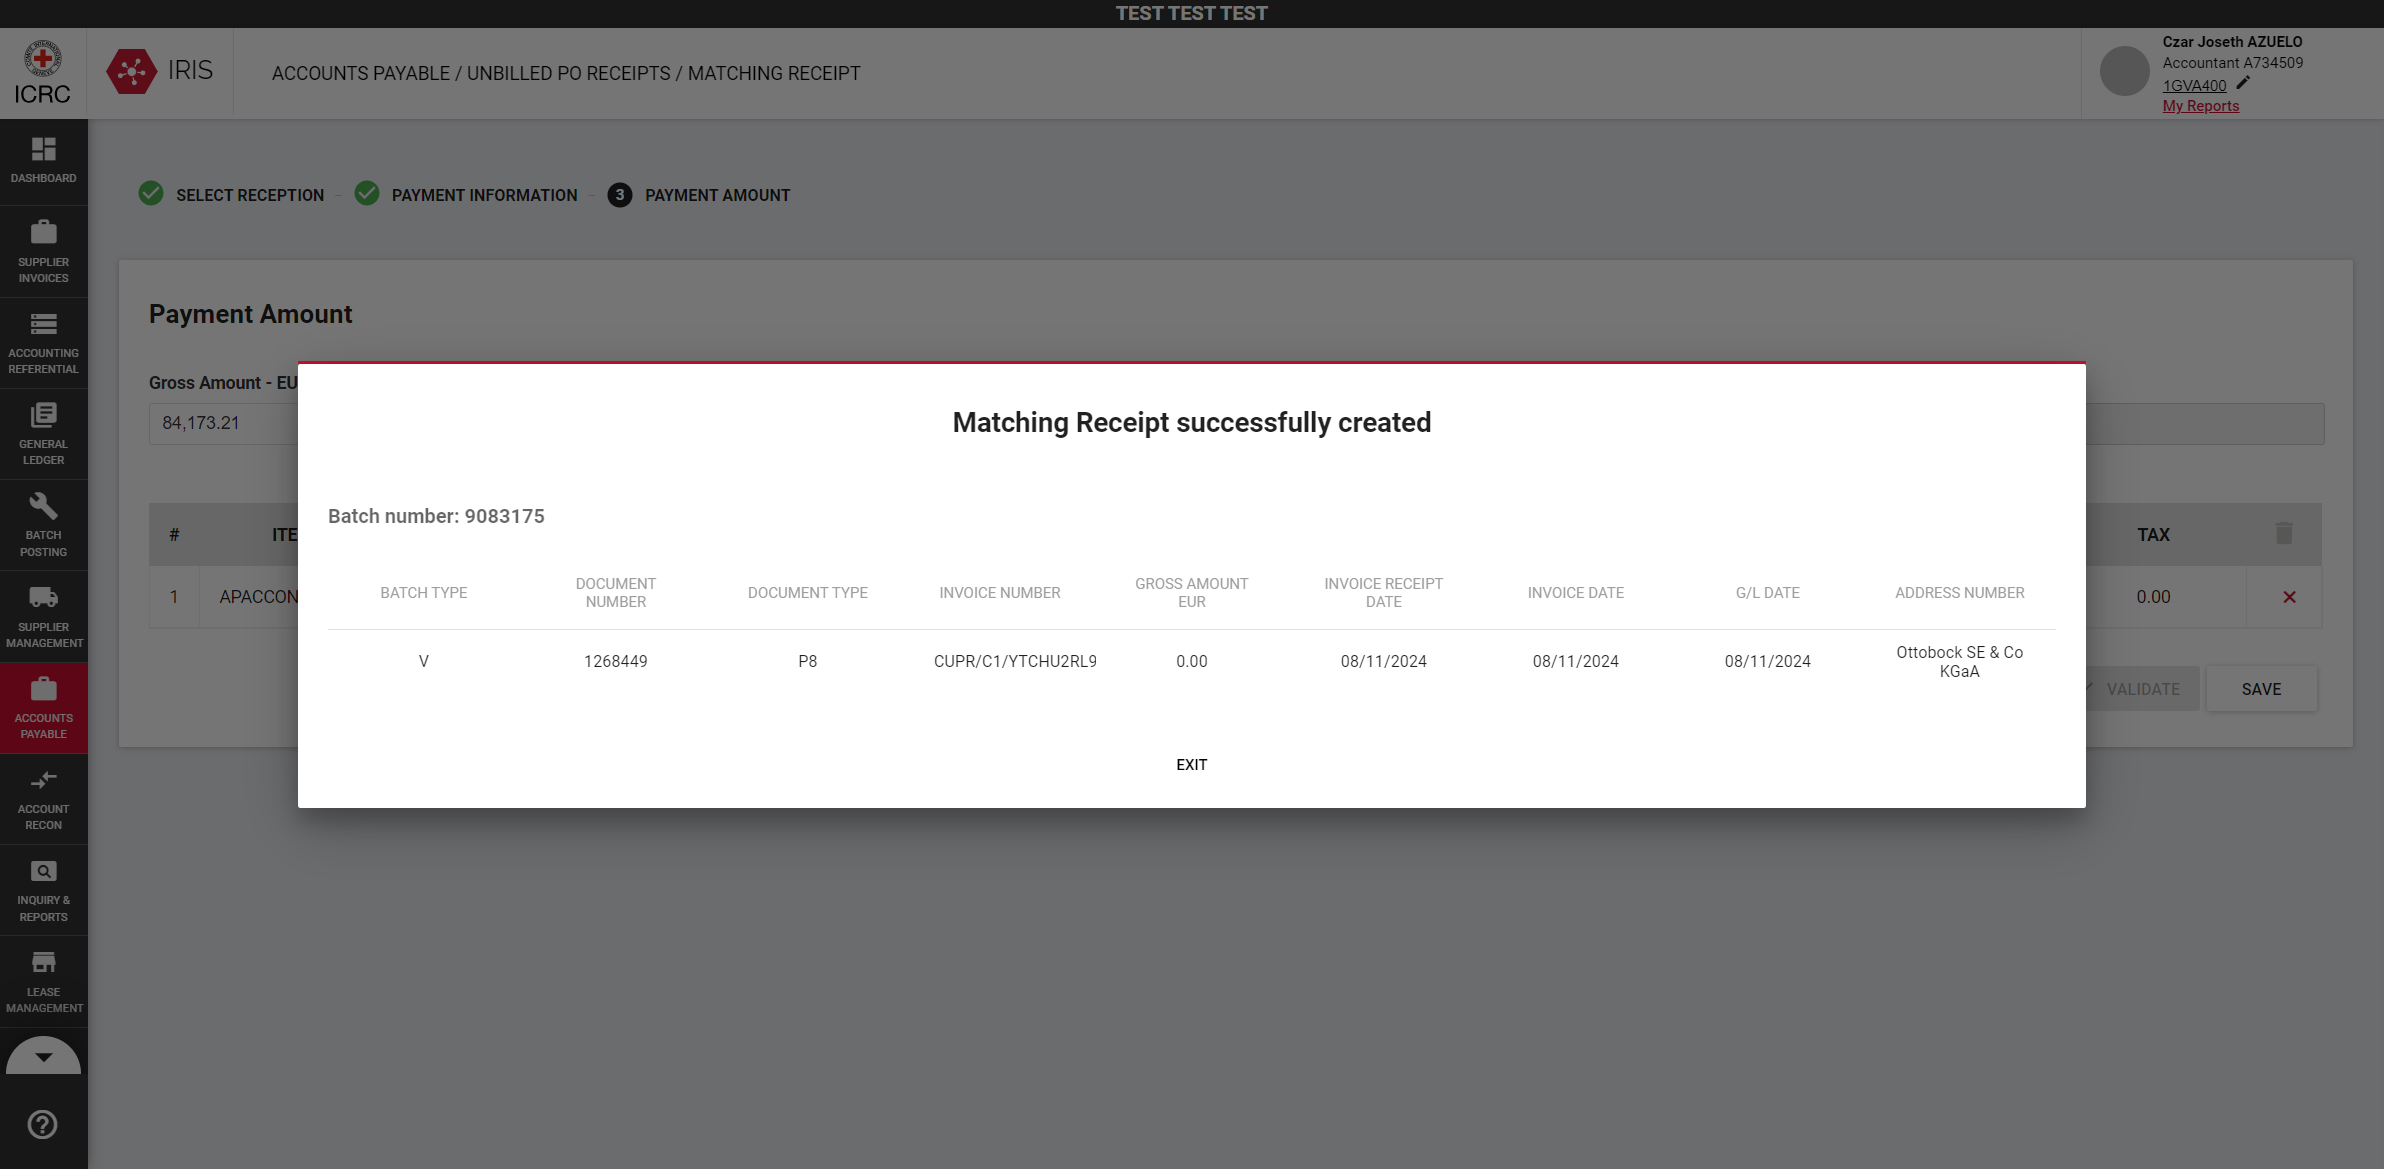 TEST TEST TEST
ICRC
IRIS
ACCOUNTS PAYABLE / UNBILLED PO RECEIPTS / MATCHING RECEIPT
Czar Joseth AZUELO
Accountant A734509
1GVA400
My Reports
DASHBOARD
SUPPLIER
INVOICES
ACCOUNTING
REFERENTIAL
GENERAL
LEDGER
BATCH
POSTING
SUPPLIER
MANAGEMENT
ACCOUNTS
PAYABLE
ACCOUNT
RECON
INQUIRY &
REPORTS
LEASE
MANAGEMENT
SELECT RECEPTION - PAYMENT INFORMATION - 3 PAYMENT AMOUNT
Payment Amount
Gross Amount - EU
84,173.21
# ITE TAX
1 APACCON 0.00
VALIDATE SAVE
Matching Receipt successfully created
Batch number: 9083175
BATCH TYPE DOCUMENT NUMBER DOCUMENT TYPE INVOICE NUMBER GROSS AMOUNT EUR INVOICE RECEIPT DATE INVOICE DATE G/L DATE ADDRESS NUMBER
V 1268449 P8 CUPR/C1/YTCHU2RL9 0.00 08/11/2024 08/11/2024 08/11/2024 Ottobock SE & Co KGaA
EXIT